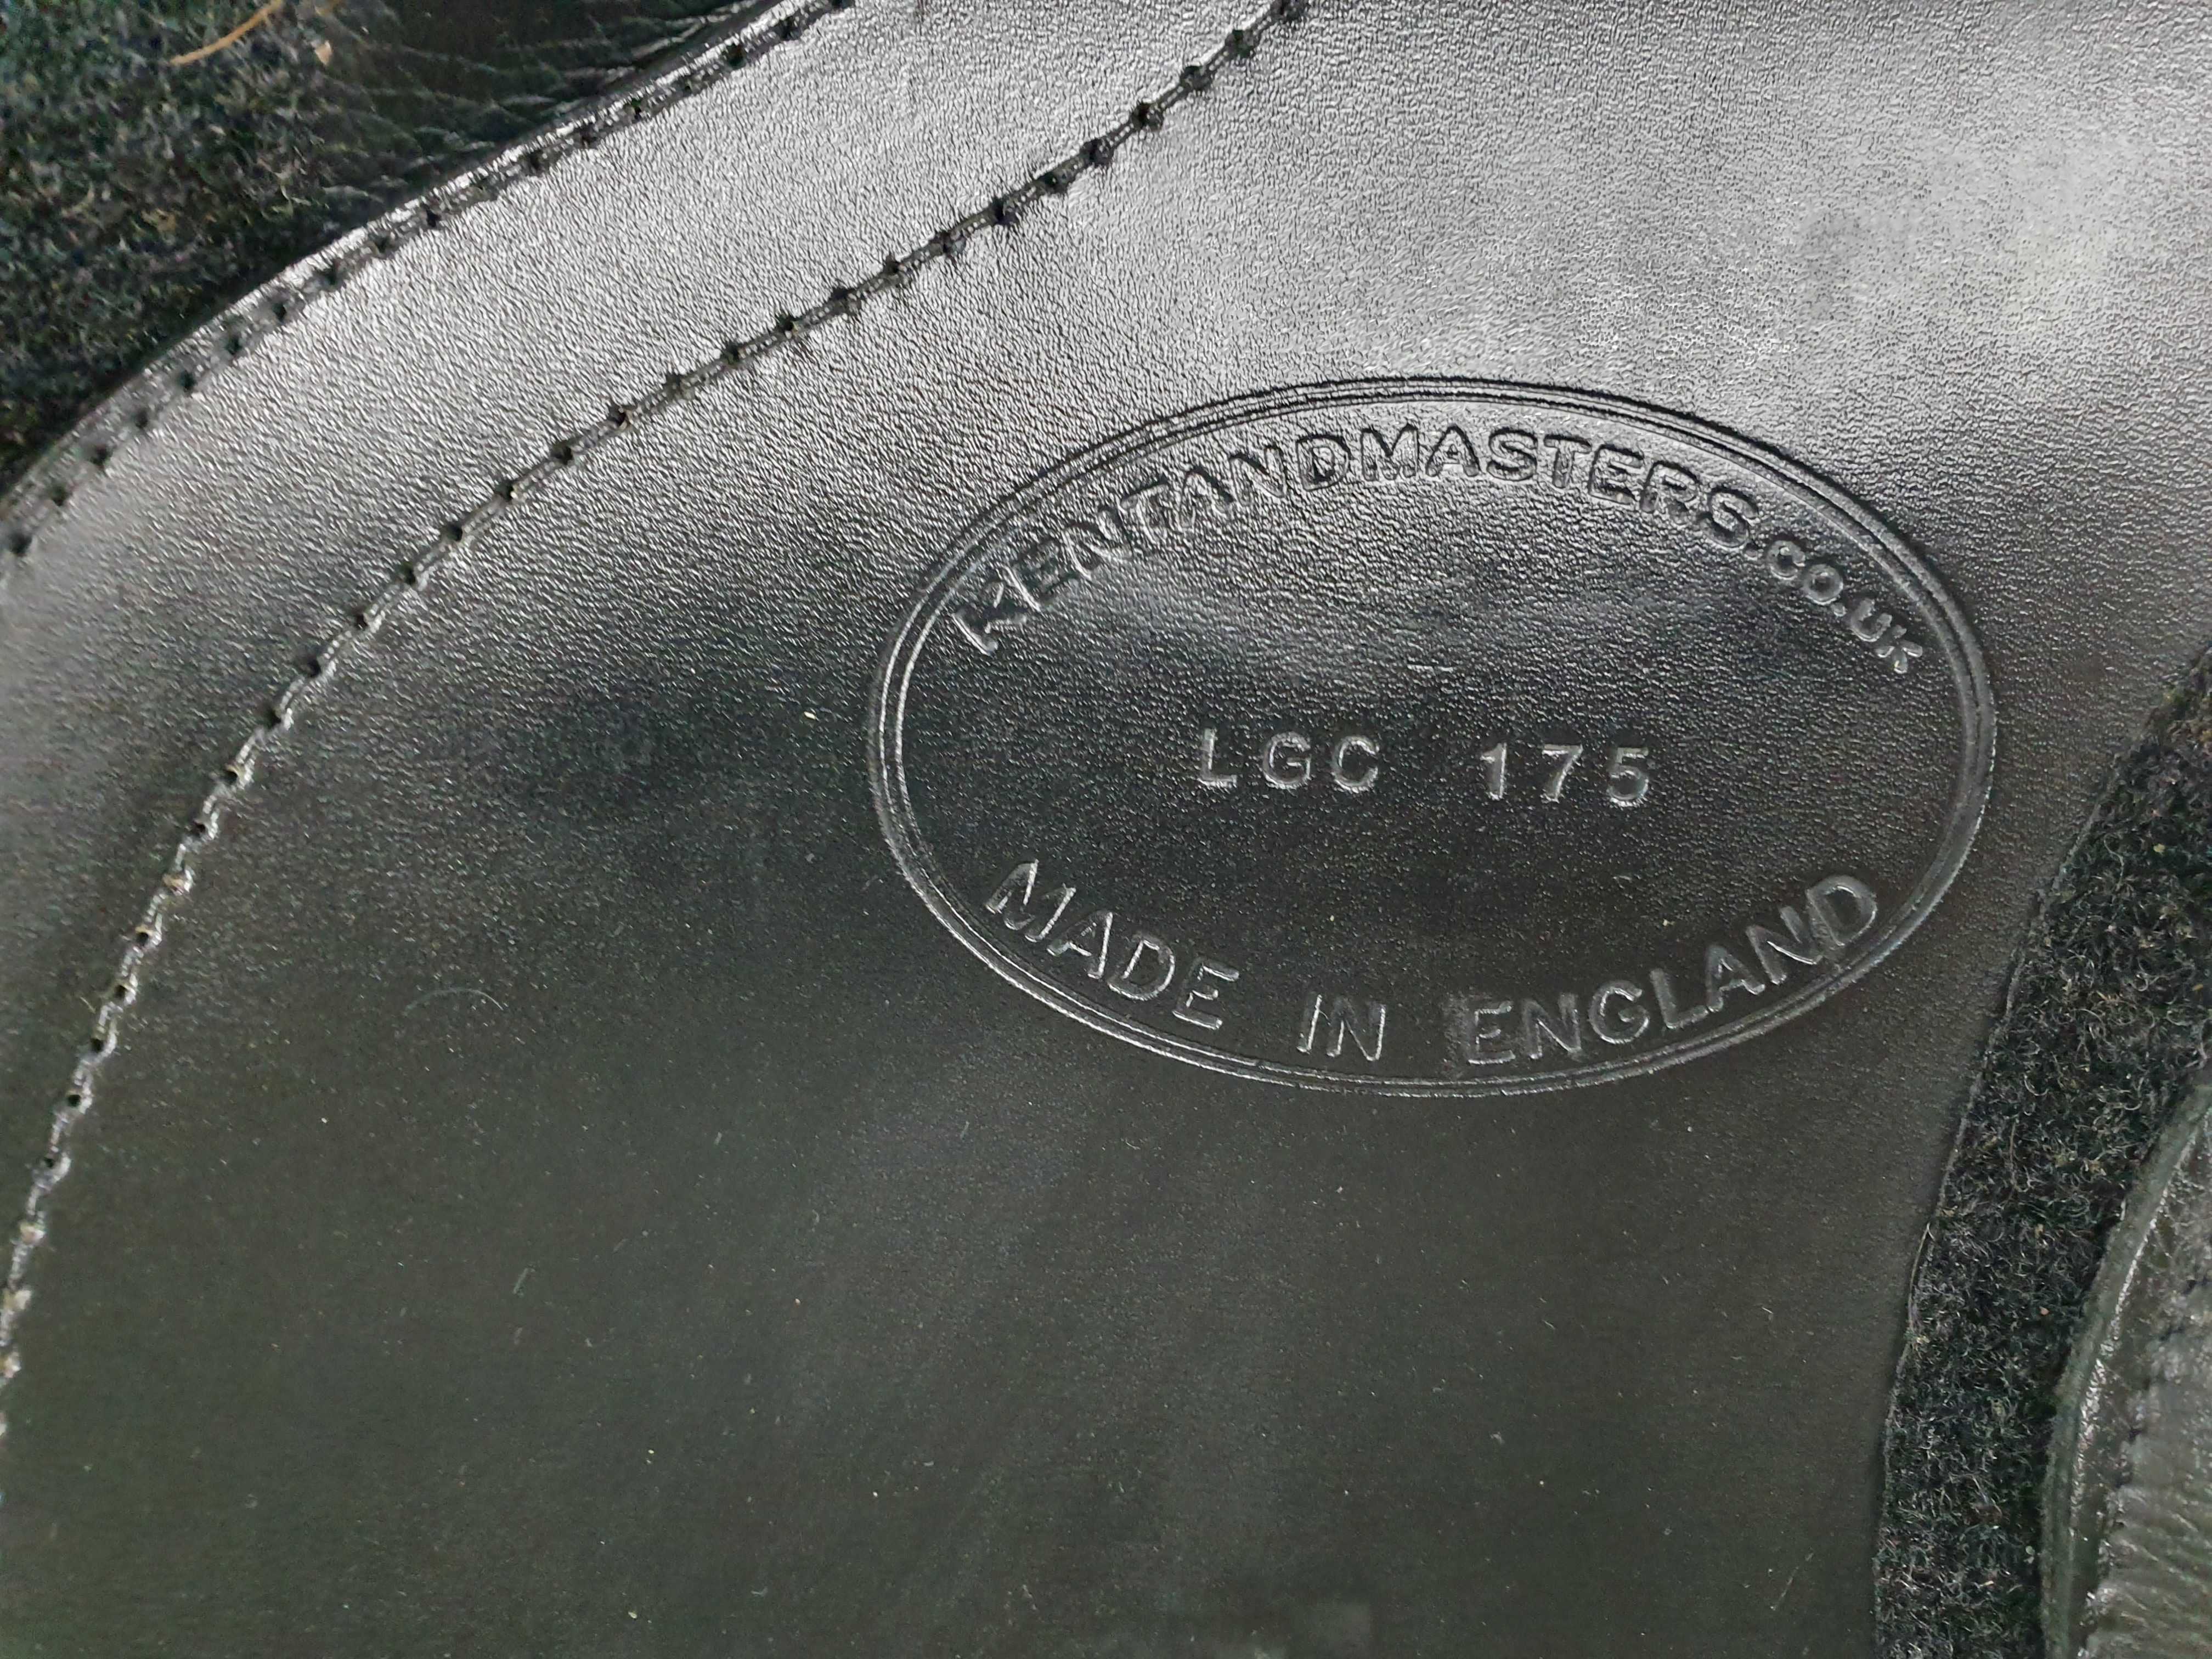 KENTANDMASTERS.CO.UK
LGC 175
MADE IN ENGLAND